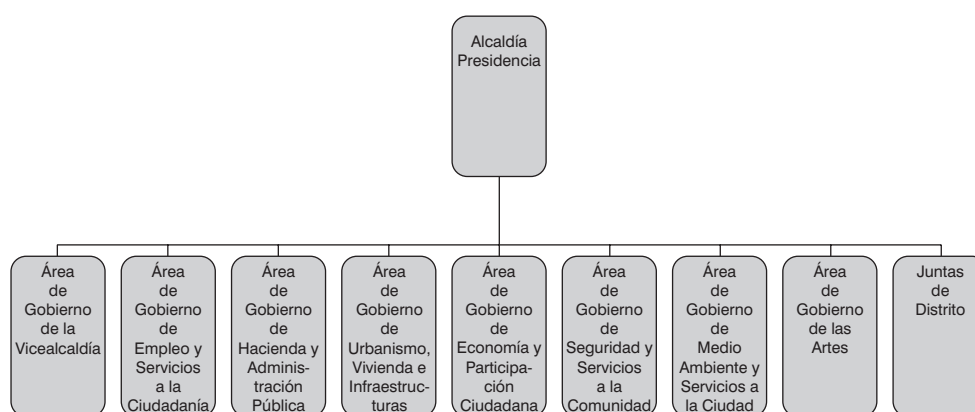 Alcaldía
Presidencia
Área
de
Gobierno
de la
Vicealcaldía
Área
de
Gobierno
de
Empleo y
Servicios
a la
Ciudadanía
Área
de
Gobierno
de
Hacienda y
Adminis-
tración
Pública
Área
de
Gobierno
de
Urbanismo,
Vivienda e
Infraestruc-
turas
Área
de
Gobierno
de
Economía y
Participa-
ción
Ciudadana
Área
de
Gobierno
de
Seguridad y
Servicios
a la
Comunidad
Área
de
Gobierno
de
Medio
Ambiente y
Servicios a
la Ciudad
Área
de
Gobierno
de las
Artes
Juntas
de
Distrito